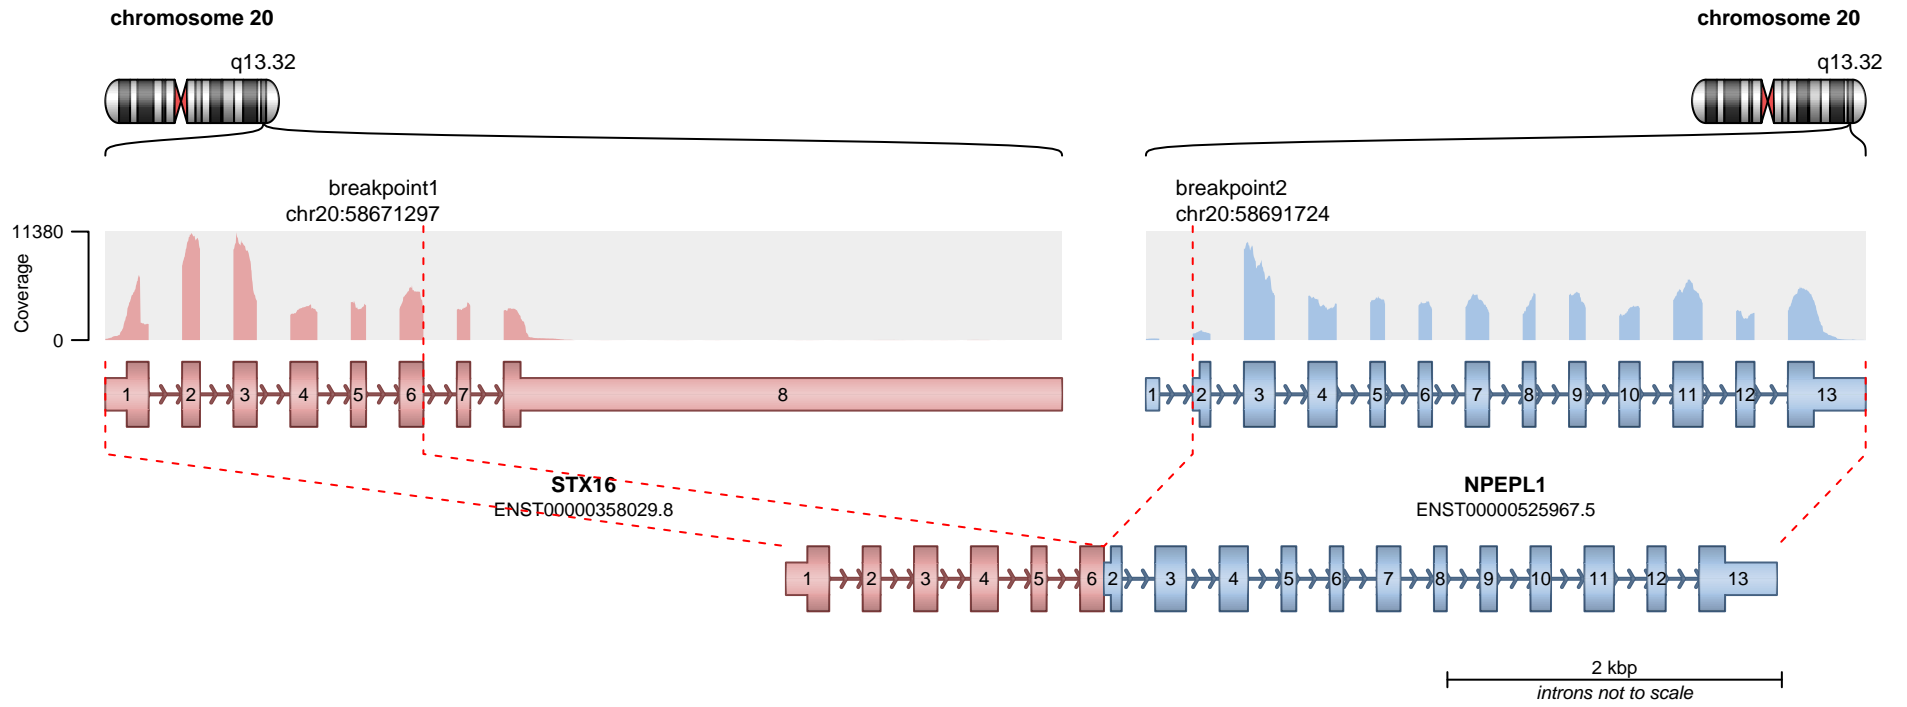 chromosome 20
chromosome 20
q13.32
q13.32
breakpoint1
chr20:58671297
breakpoint2
chr20:58691724
11380
Coverage
0
1 2 3 4 5 6 7 8
1 2 3 4 5 6 7 8 9 10 11 12 13
STX16
ENST00000358029.8
NPEPL1
ENST00000525967.5
1 2 3 4 5 6 2 3 4 5 6 7 8 9 10 11 12 13
2 kbp
introns not to scale